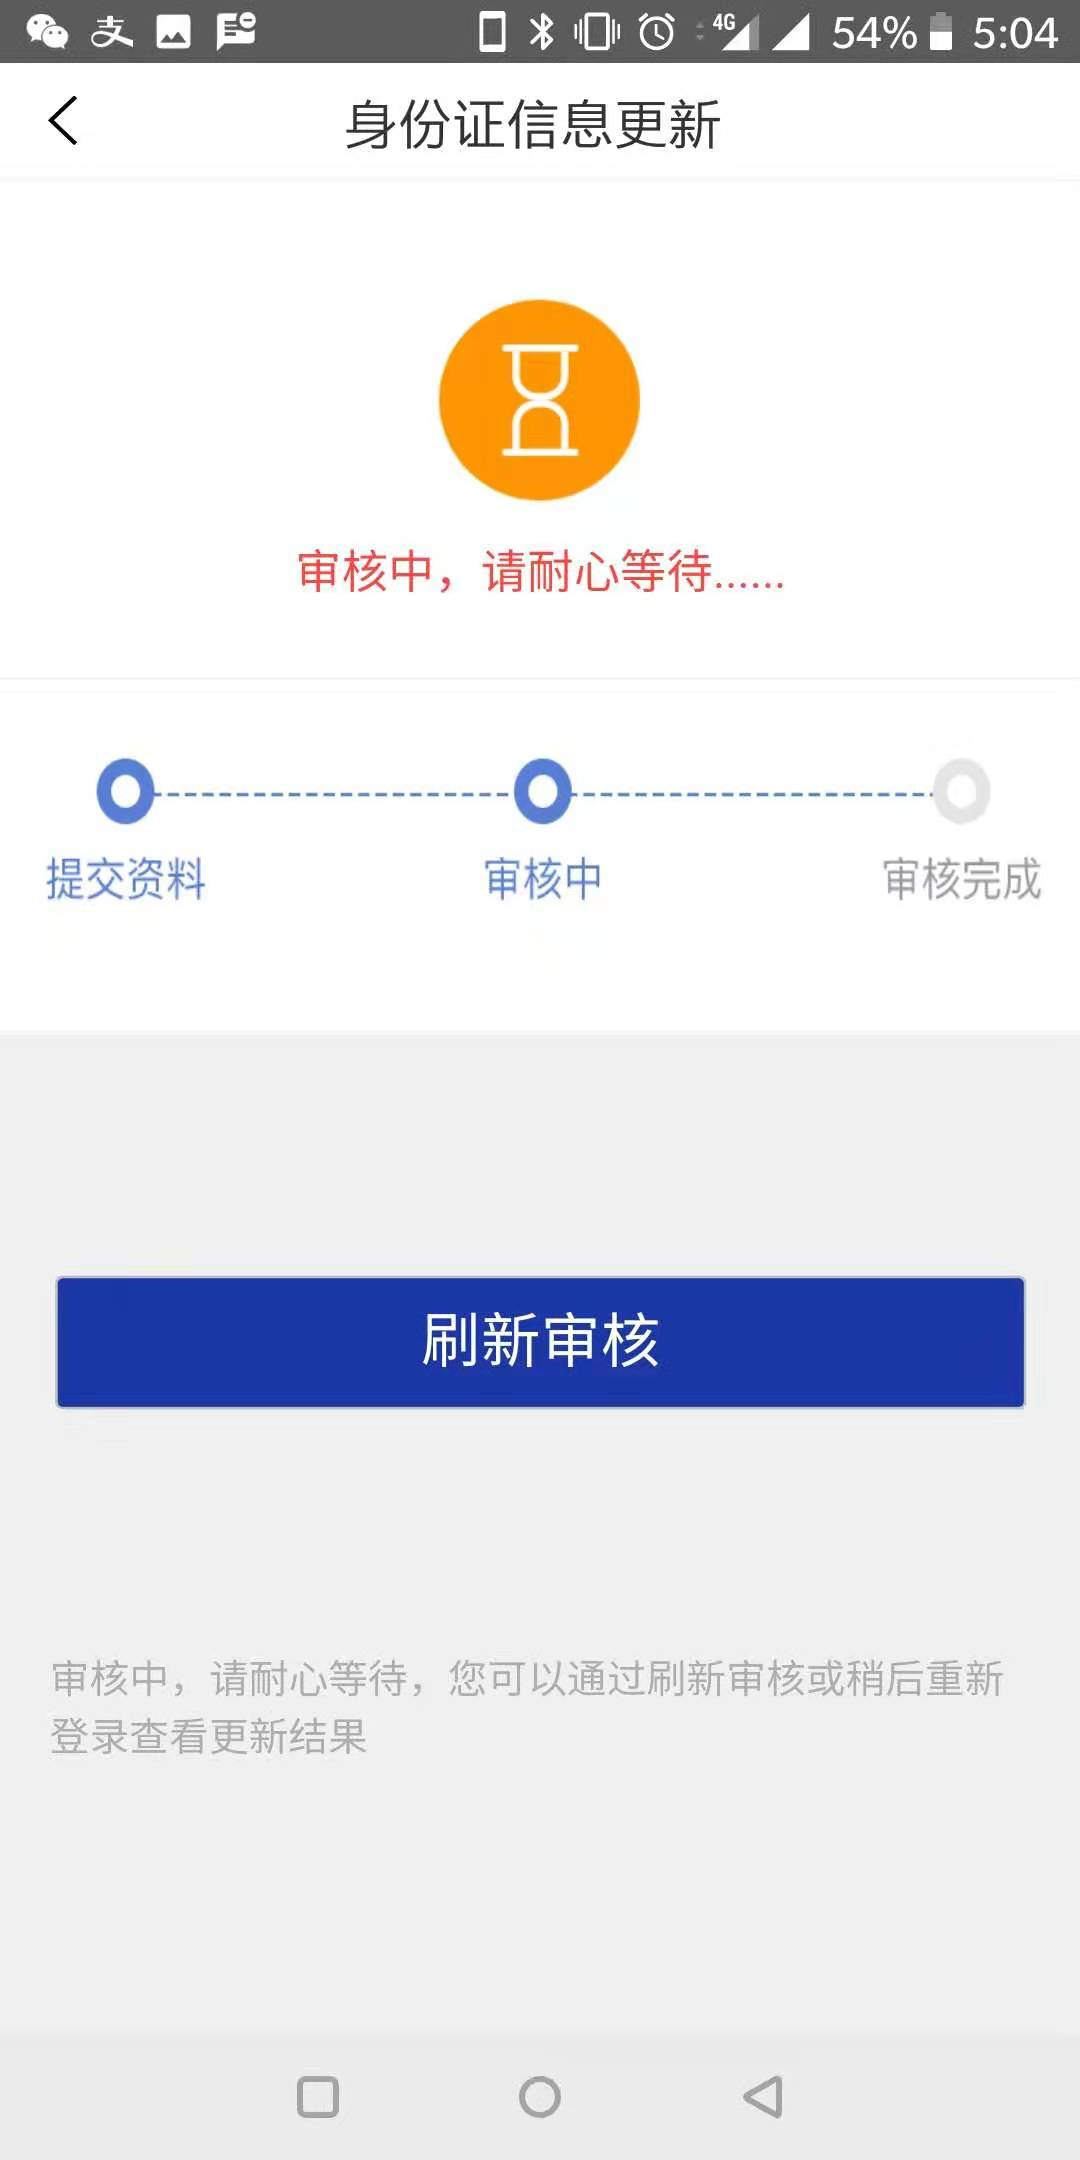 支 4G 54% 5:04
身份证信息更新
审核中，请耐心等待......
提交资料 审核中 审核完成
刷新审核
审核中，请耐心等待，您可以通过刷新审核或稍后重新
登录查看更新结果